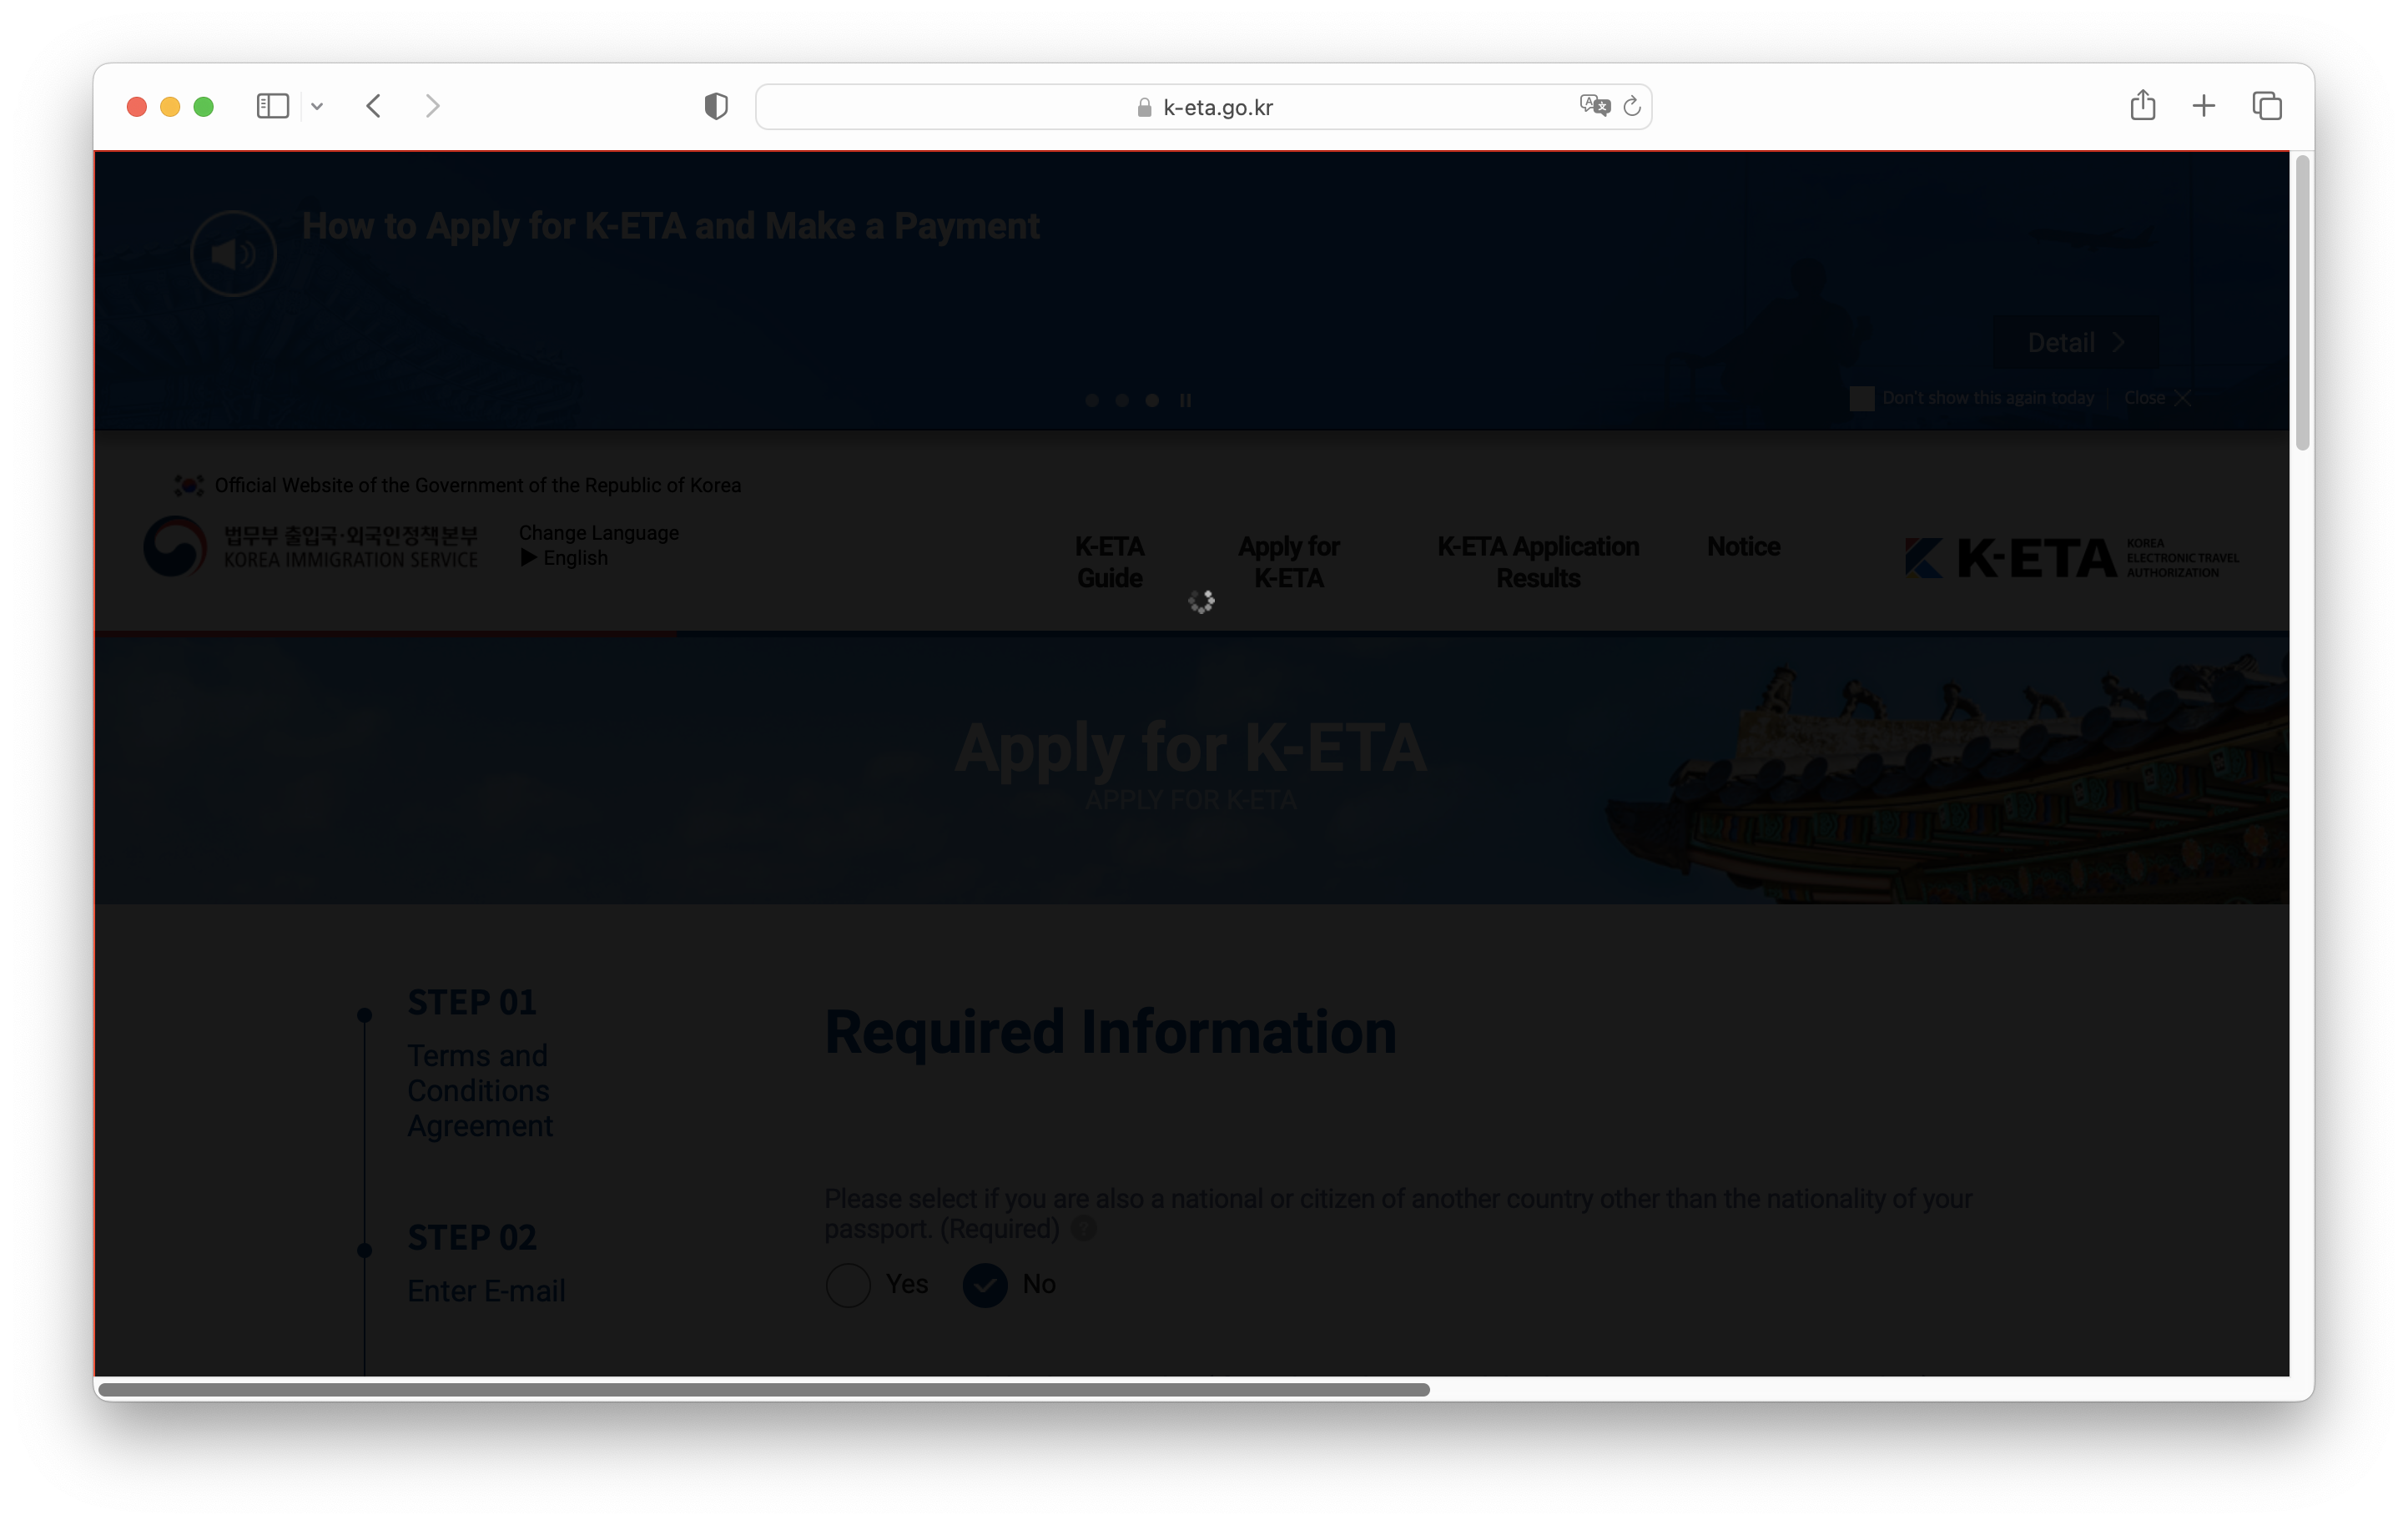 k-eta.go.kr
How to Apply for K-ETA and Make a Payment
Detail
Don't show this again today
Close
Official Website of the Government of the Republic of Korea
법무부 출입국·외국인정책본부
KOREA IMMIGRATION SERVICE
Change Language
▶ English
K-ETA
Guide
Apply for
K-ETA
K-ETA Application
Results
Notice
K-ETA
KOREA
ELECTRONIC TRAVEL
AUTHORIZATION
Apply for K-ETA
APPLY FOR K-ETA
STEP 01
Terms and
Conditions
Agreement
STEP 02
Enter E-mail
Required Information
Please select if you are also a national or citizen of another country other than the nationality of your
passport. (Required) ?
Yes
No